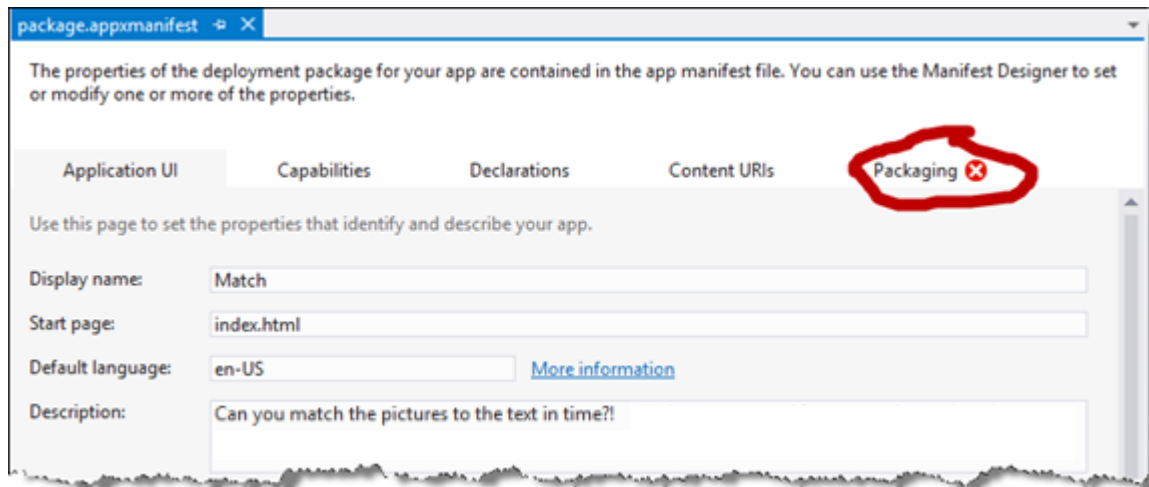 package.appxmanifest
The properties of the deployment package for your app are contained in the app manifest file. You can use the Manifest Designer to set
or modify one or more of the properties.
Application UI Capabilities Declarations Content URIs Packaging
Use this page to set the properties that identify and describe your app.
Display name: Match
Start page: index.html
Default language: en-US More information
Description: Can you match the pictures to the text in time?!